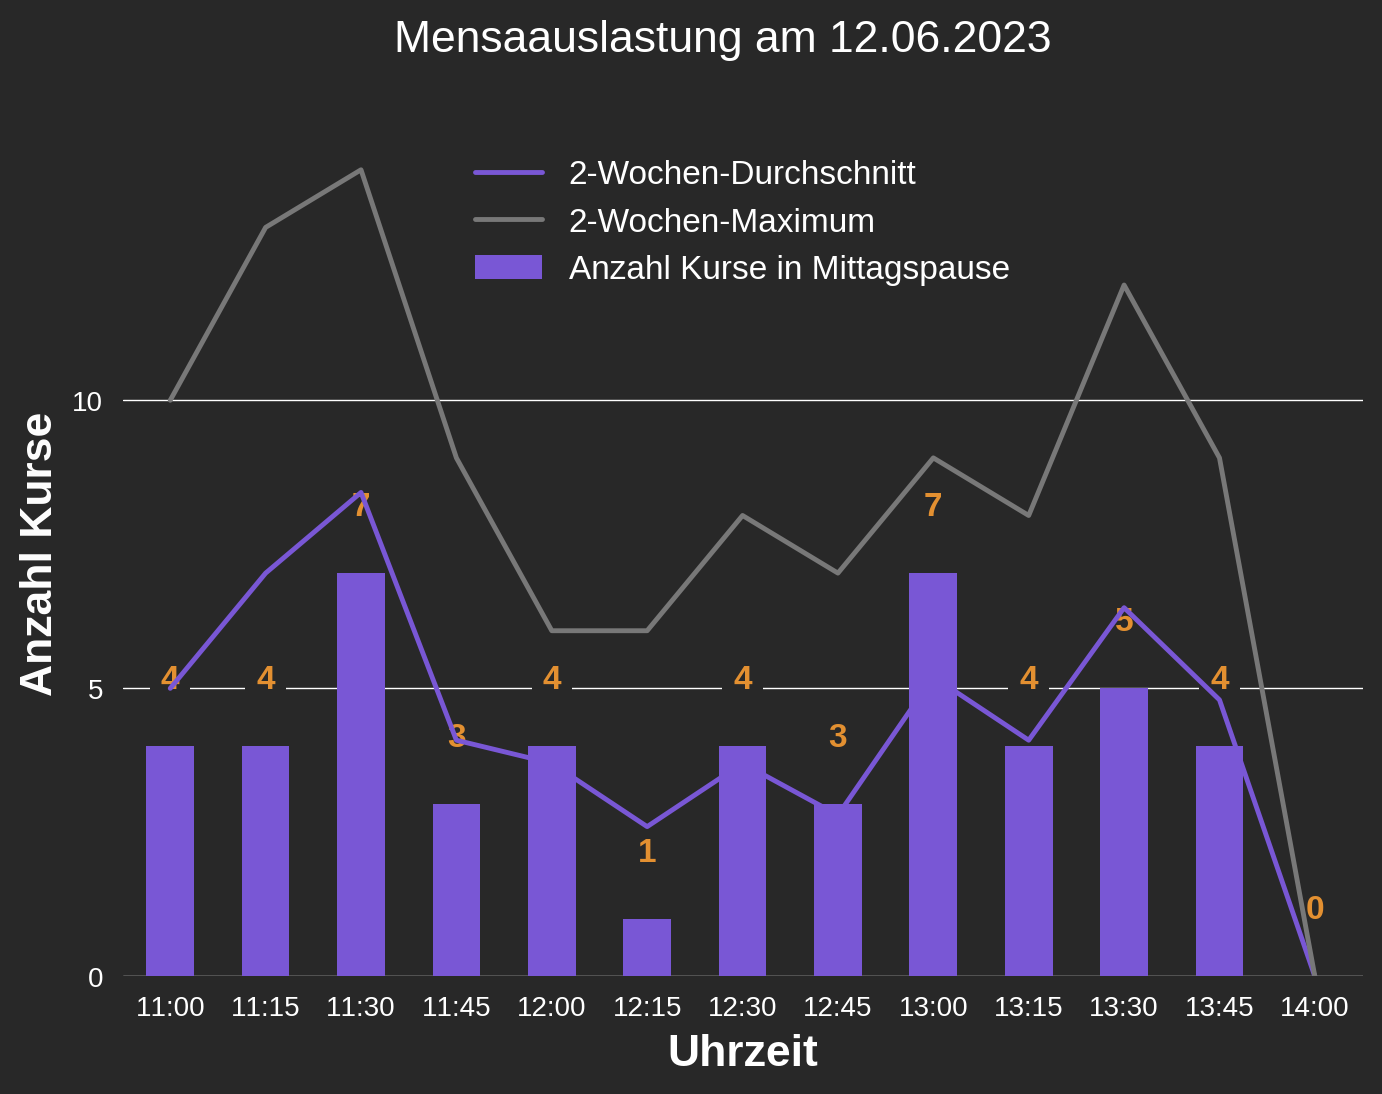 Mensaauslastung am 12.06.2023
2-Wochen-Durchschnitt
2-Wochen-Maximum
Anzahl Kurse in Mittagspause
Anzahl Kurse
10
5
0
4
4
7
3
4
1
4
3
7
4
5
4
0
11:00 11:15 11:30 11:45 12:00 12:15 12:30 12:45 13:00 13:15 13:30 13:45 14:00
Uhrzeit